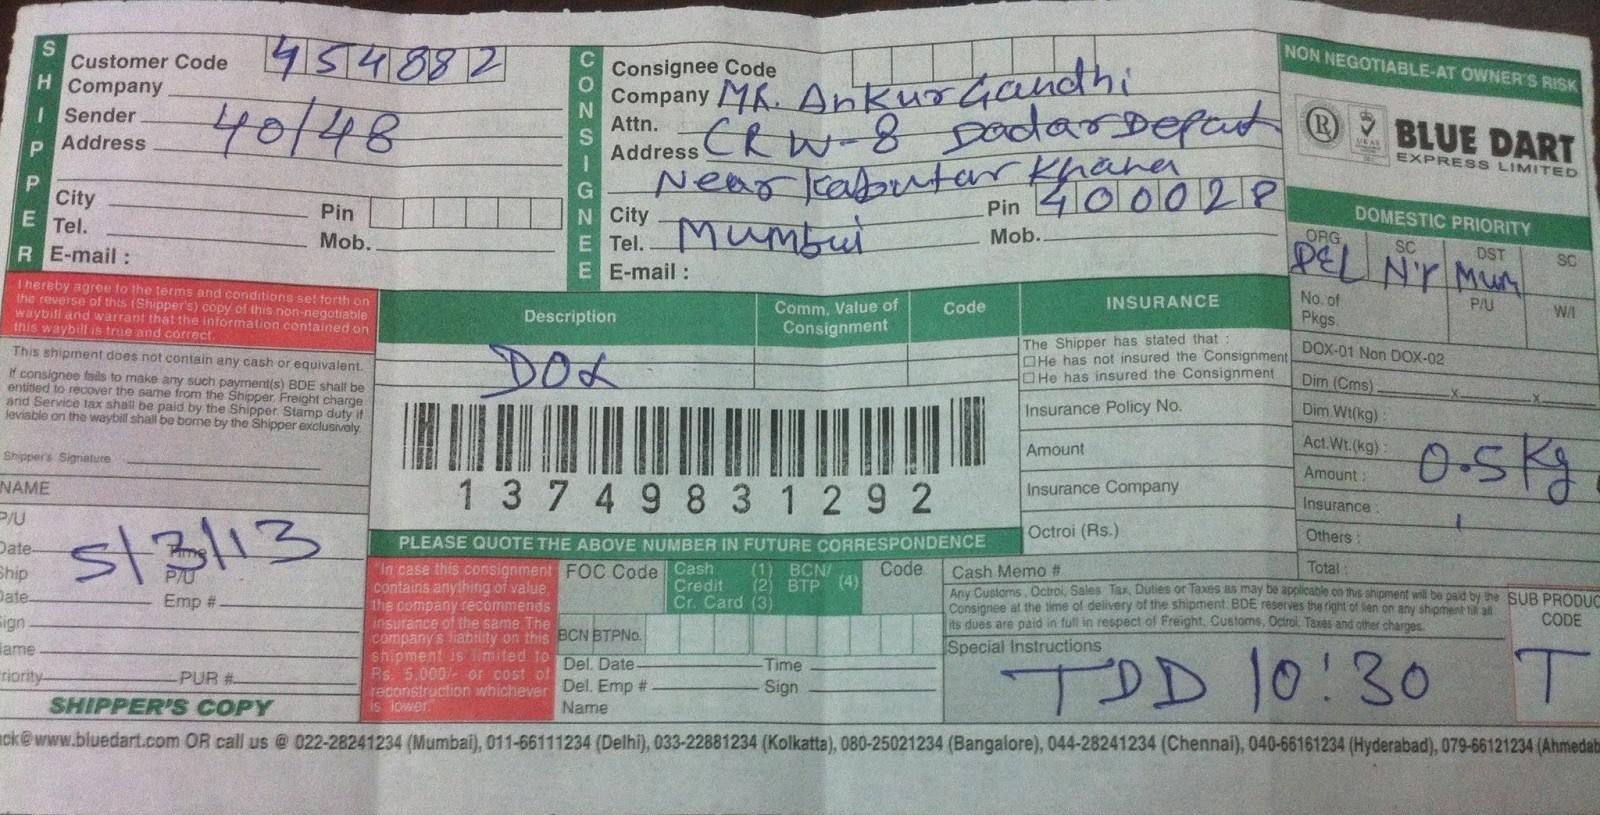 SHIPPER
Customer Code 454882
Company
Sender 40/48
Address
City
Pin
Tel.
Mob.
E-mail :
CONSIGNEE
Consignee Code
Company MR. Ankur Gandhi
Attn.
Address CRW-8 Dadar Depart
Near Kabutar Khana
City Mumbai
Pin 400028
Tel.
Mob.
E-mail :
NON NEGOTIABLE-AT OWNER'S RISK
R
UKAS
BLUE DART
EXPRESS LIMITED
DOMESTIC PRIORITY
ORG SC DST SC
DEL N'r Mum
No. of Pkgs.
P/U
W/I
DOX-01 Non DOX-02
Dim (Cms) x x
Dim.Wt(kg) :
Act.Wt.(kg) : 0.5 Kg
Amount :
Insurance :
Others :
Total :
I hereby agree to the terms and conditions set forth on
the reverse of this (Shipper's) copy of this non-negotiable
waybill and warrant that the information contained on
this waybill is true and correct.
This shipment does not contain any cash or equivalent.
If consignee fails to make any such payment(s) BDE shall be
entitled to recover the same from the Shipper. Freight charge
and Service tax shall be paid by the Shipper. Stamp duty if
leviable on the waybill shall be borne by the Shipper exclusively.
Shipper's Signature
NAME
P/U
Date 5/3/13 Time
Ship P/U
Date Emp #
Sign
Name
Priority PUR #
SHIPPER'S COPY
Description
Comm. Value of Consignment
Code
DOX
13749831292
PLEASE QUOTE THE ABOVE NUMBER IN FUTURE CORRESPONDENCE
INSURANCE
The Shipper has stated that :
He has not insured the Consignment
He has insured the Consignment
Insurance Policy No.
Amount
Insurance Company
Octroi (Rs.)
"In case this consignment
contains anything of value,
the company recommends
insurance of the same. The
company's liability on this
shipment is limited to
Rs. 5,000/- or cost of
reconstruction whichever
is lower."
FOC Code
Cash (1) BCN/
Credit (2) BTP (4)
Cr. Card (3)
Code
BCN BTPNo.
Del. Date Time
Del. Emp # Sign
Name
Cash Memo #
Any Customs, Octroi, Sales Tax, Duties or Taxes as may be applicable on this shipment will be paid by the
Consignee at the time of delivery of the shipment. BDE reserves the right of lien on any shipment till all
its dues are paid in full in respect of Freight, Customs, Octroi, Taxes and other charges.
Special Instructions
TDD 10:30
SUB PRODUC
CODE
T
ck@www.bluedart.com OR call us @ 022-28241234 (Mumbai), 011-66111234 (Delhi), 033-22881234 (Kolkatta), 080-25021234 (Bangalore), 044-28241234 (Chennai), 040-66161234 (Hyderabad), 079-66121234 (Ahmedab